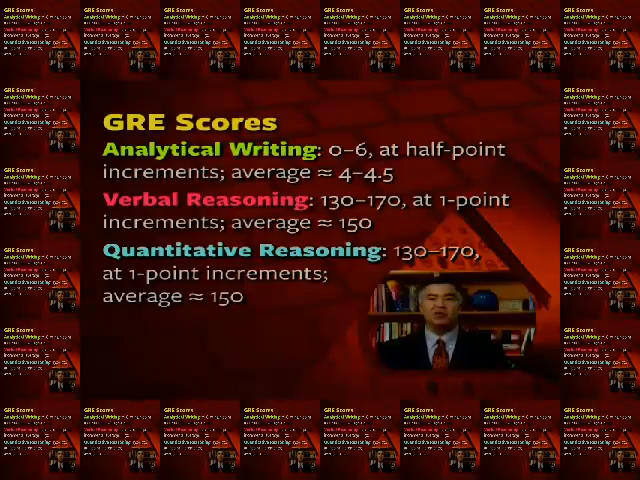 GRE Scores
Analytical Writing: 0–6, at half-point
increments; average ≈ 4–4.5
Verbal Reasoning: 130–170, at 1-point
increments; average ≈ 150
Quantitative Reasoning: 130–170,
at 1-point increments;
average ≈ 150